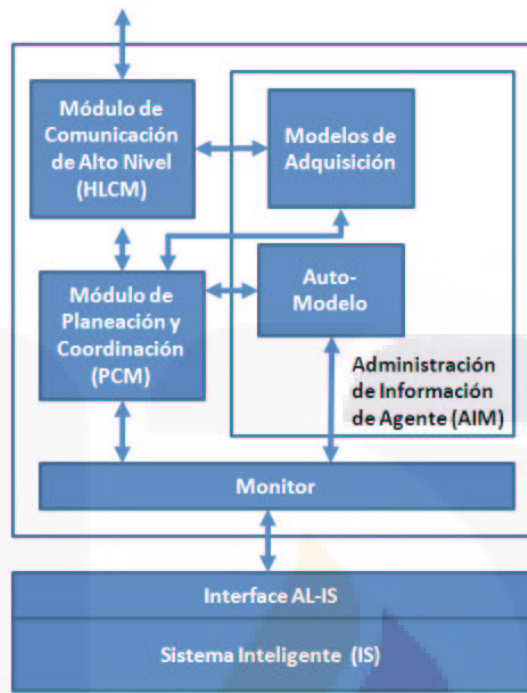 Módulo de
Comunicación
de Alto Nivel
(HLCM)
Modelos de
Adquisición
Módulo de
Planeación y
Coordinación
(PCM)
Auto-
Modelo
Administración
de Información
de Agente (AIM)
Monitor
Interface AL-IS
Sistema Inteligente (IS)